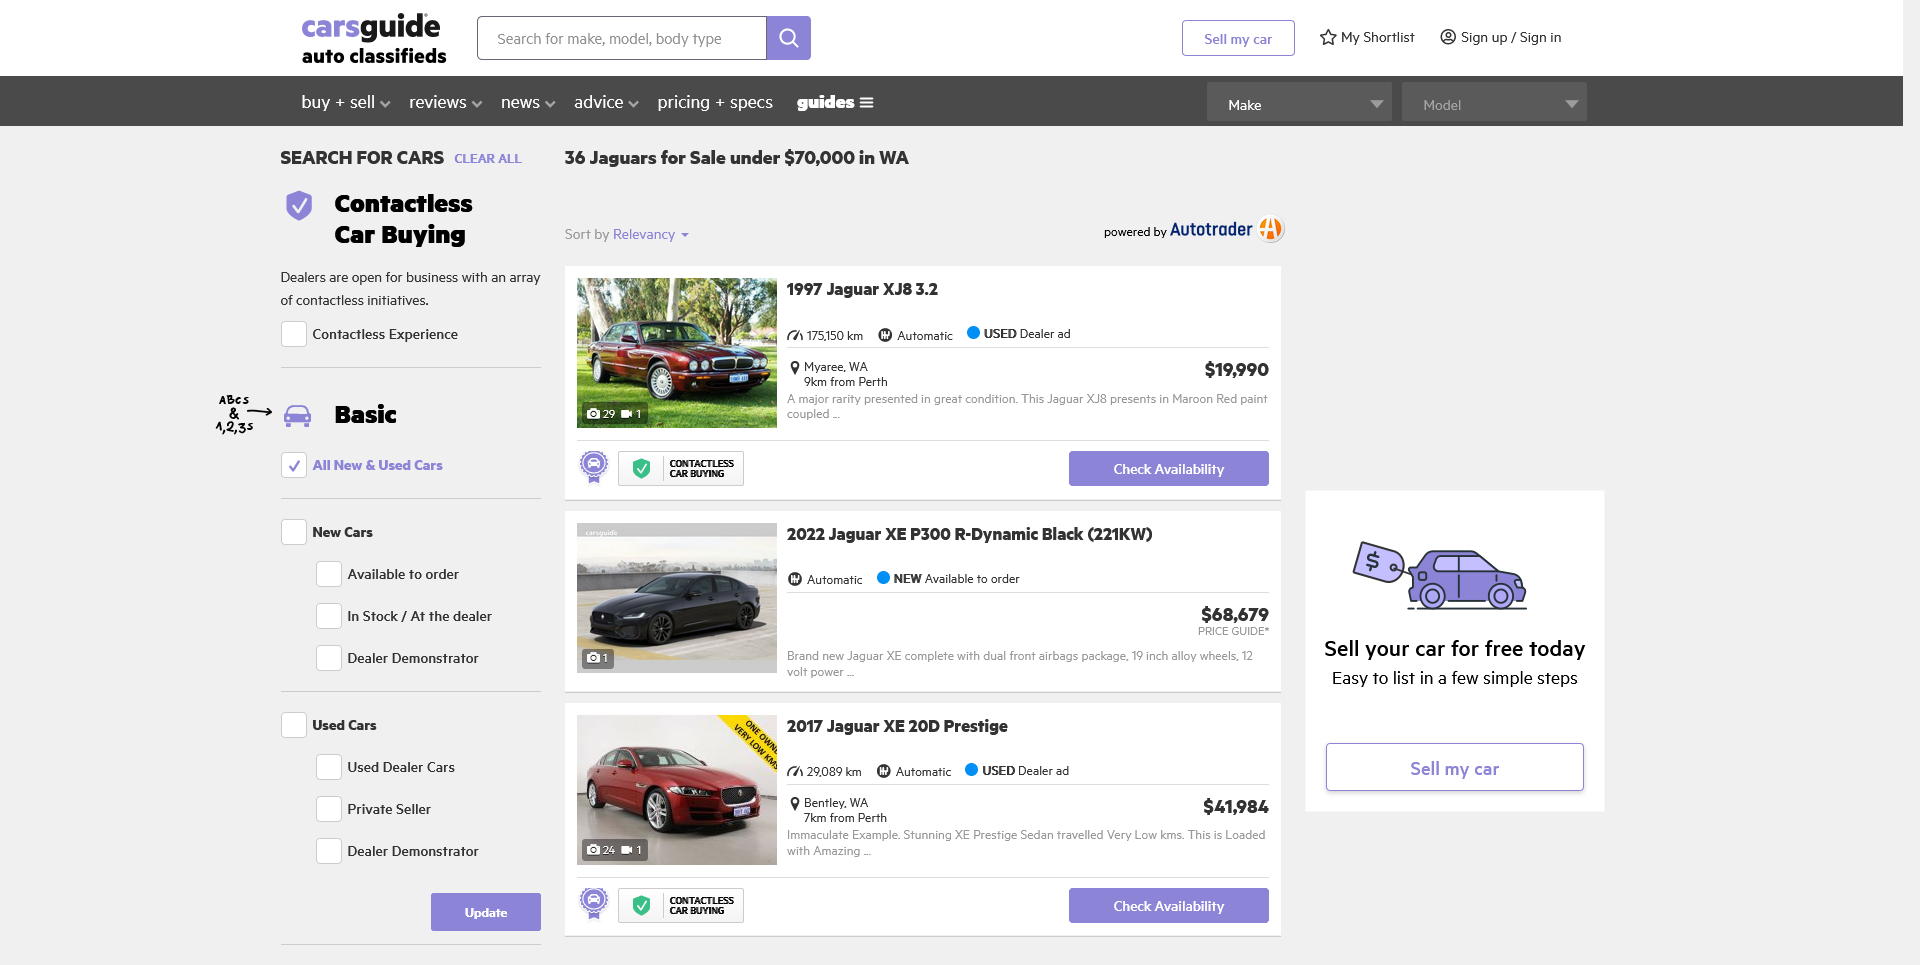 carsguide
auto classifieds
Search for make, model, body type
Sell my car
My Shortlist
Sign up / Sign in
buy + sell
reviews
news
advice
pricing + specs
guides
Make
Model
SEARCH FOR CARS CLEAR ALL
Contactless
Car Buying
Dealers are open for business with an array
of contactless initiatives.
Contactless Experience
ABCs
&
1,2,3s
Basic
All New & Used Cars
New Cars
Available to order
In Stock / At the dealer
Dealer Demonstrator
Used Cars
Used Dealer Cars
Private Seller
Dealer Demonstrator
Update
36 Jaguars for Sale under $70,000 in WA
Sort by Relevancy
powered by Autotrader
1997 Jaguar XJ8 3.2
175,150 km
Automatic
USED Dealer ad
Myaree, WA
9km from Perth
$19,990
A major rarity presented in great condition. This Jaguar XJ8 presents in Maroon Red paint
coupled ...
29 1
CONTACTLESS
CAR BUYING
Check Availability
carsguide
2022 Jaguar XE P300 R-Dynamic Black (221KW)
Automatic
NEW Available to order
$68,679
PRICE GUIDE*
Brand new Jaguar XE complete with dual front airbags package, 19 inch alloy wheels, 12
volt power ...
1
ONE OWNE
VERY LOW KMS
2017 Jaguar XE 20D Prestige
29,089 km
Automatic
USED Dealer ad
Bentley, WA
7km from Perth
$41,984
Immaculate Example. Stunning XE Prestige Sedan travelled Very Low kms. This is Loaded
with Amazing ...
24 1
CONTACTLESS
CAR BUYING
Check Availability
$
Sell your car for free today
Easy to list in a few simple steps
Sell my car